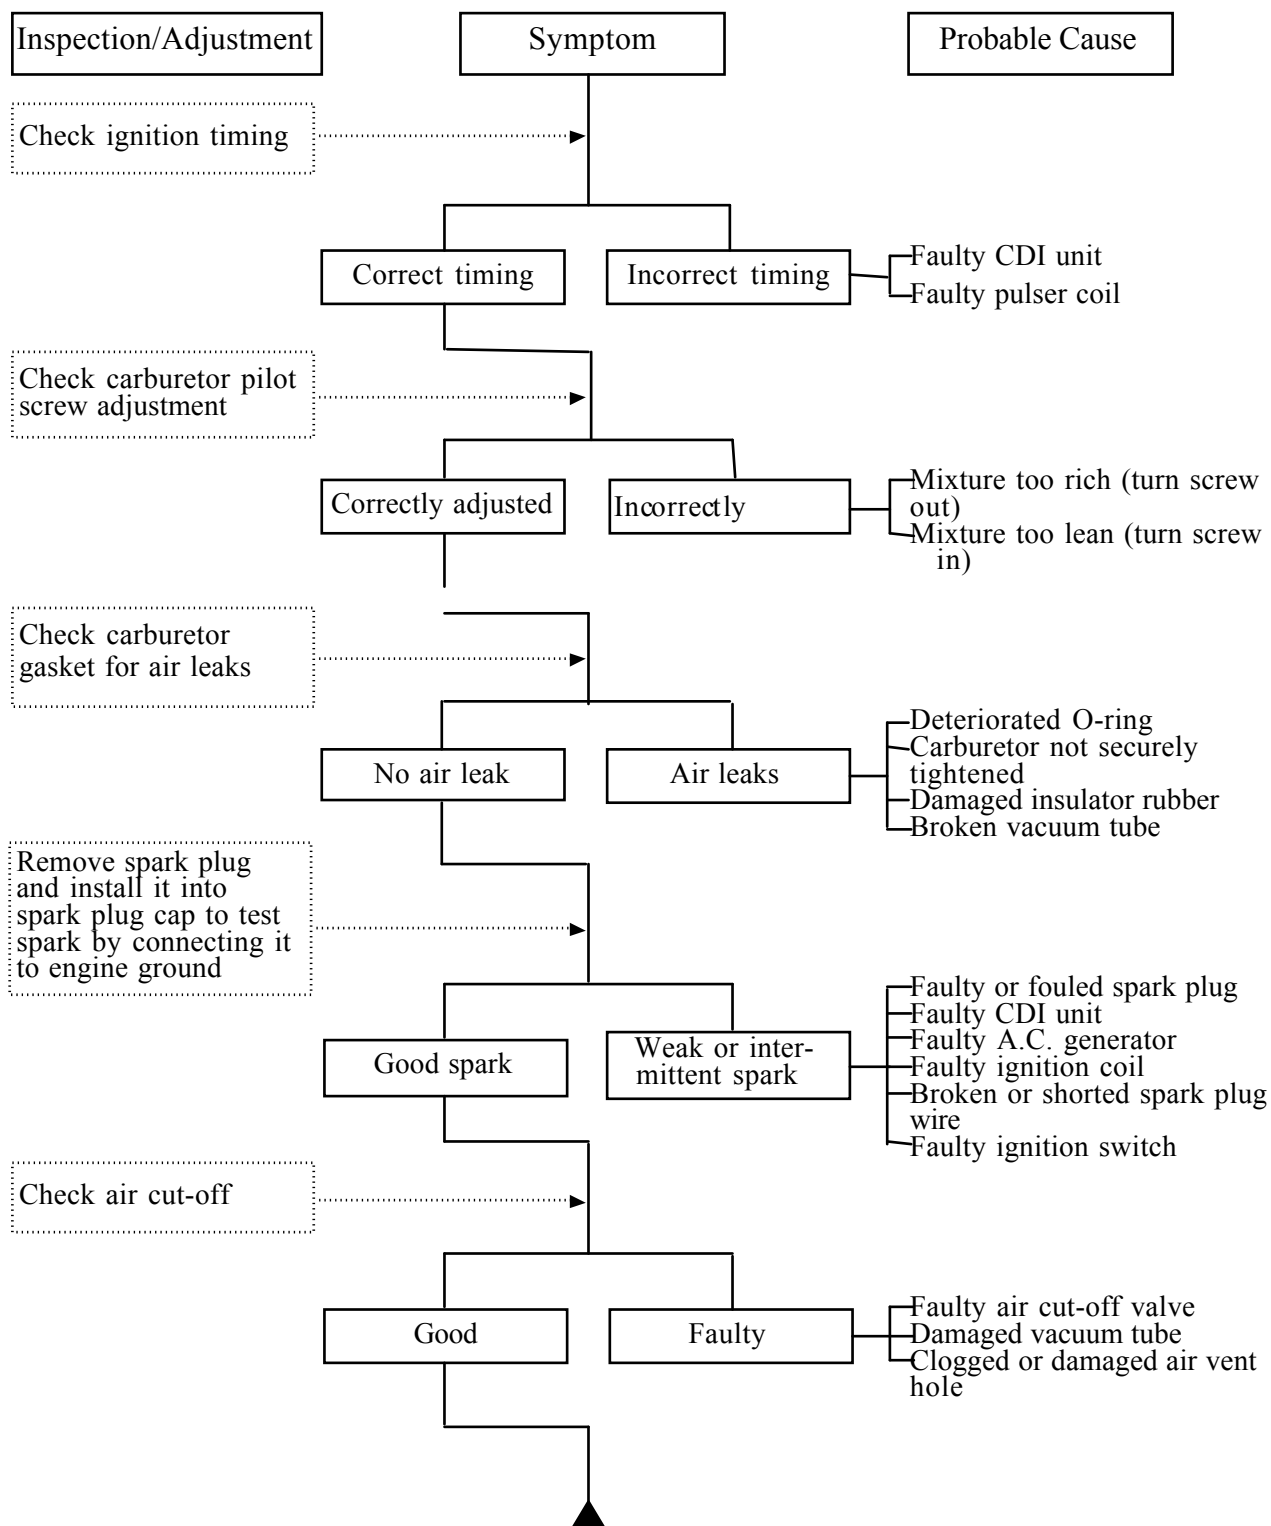 Inspection/Adjustment
Symptom
Probable Cause
Check ignition timing
Correct timing
Incorrect timing
Faulty CDI unit
Faulty pulser coil
Check carburetor pilot
screw adjustment
Correctly adjusted
Incorrectly
Mixture too rich (turn screw
out)
Mixture too lean (turn screw
in)
Check carburetor
gasket for air leaks
No air leak
Air leaks
Deteriorated O-ring
Carburetor not securely
tightened
Damaged insulator rubber
Broken vacuum tube
Remove spark plug
and install it into
spark plug cap to test
spark by connecting it
to engine ground
Good spark
Weak or inter-
mittent spark
Faulty or fouled spark plug
Faulty CDI unit
Faulty A.C. generator
Faulty ignition coil
Broken or shorted spark plug
wire
Faulty ignition switch
Check air cut-off
Good
Faulty
Faulty air cut-off valve
Damaged vacuum tube
Clogged or damaged air vent
hole